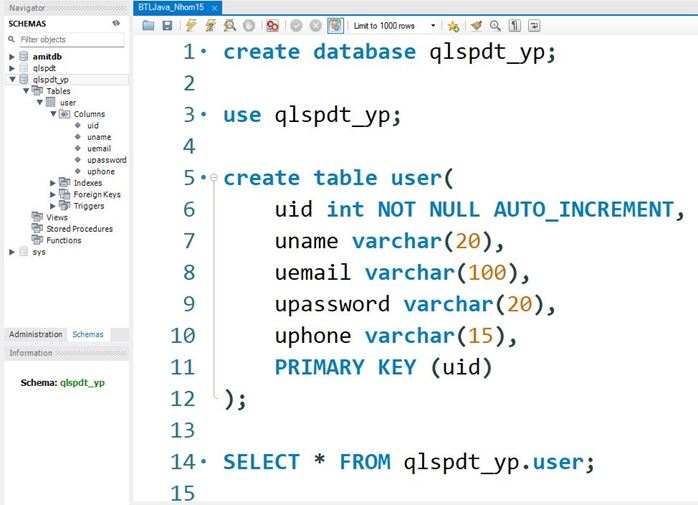 Navigator
SCHEMAS
Filter objects
amitdb
qlspdt
qlspdt_yp
Tables
user
Columns
uid
uname
uemail
upassword
uphone
Indexes
Foreign Keys
Triggers
Views
Stored Procedures
Functions
sys
Administration Schemas
Information
Schema: qlspdt_yp
BTLJava_Nhom15
Limit to 1000 rows
1 create database qlspdt_yp;
2
3 use qlspdt_yp;
4
5 create table user(
6 uid int NOT NULL AUTO_INCREMENT,
7 uname varchar(20),
8 uemail varchar(100),
9 upassword varchar(20),
10 uphone varchar(15),
11 PRIMARY KEY (uid)
12 );
13
14 SELECT * FROM qlspdt_yp.user;
15